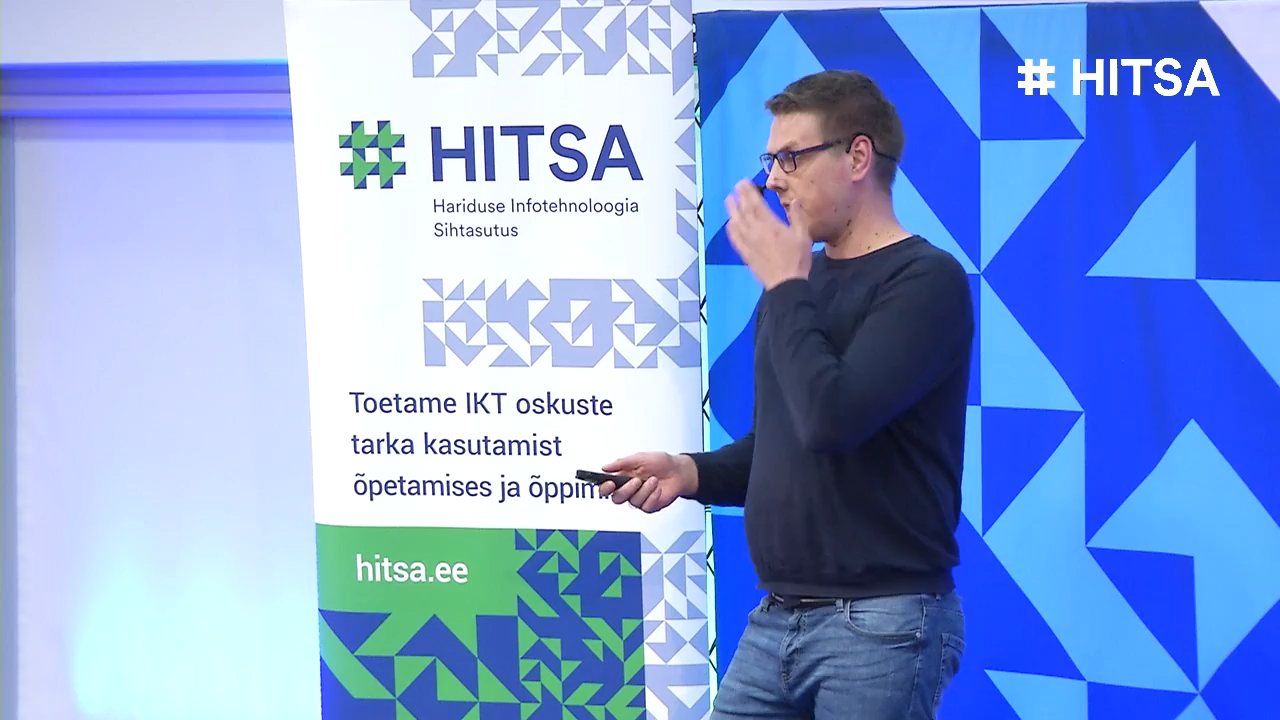 # HITSA
# HITSA
Hariduse Infotehnoloogia
Sihtasutus
Toetame IKT oskuste
tarka kasutamist
õpetamises ja
hitsa.ee